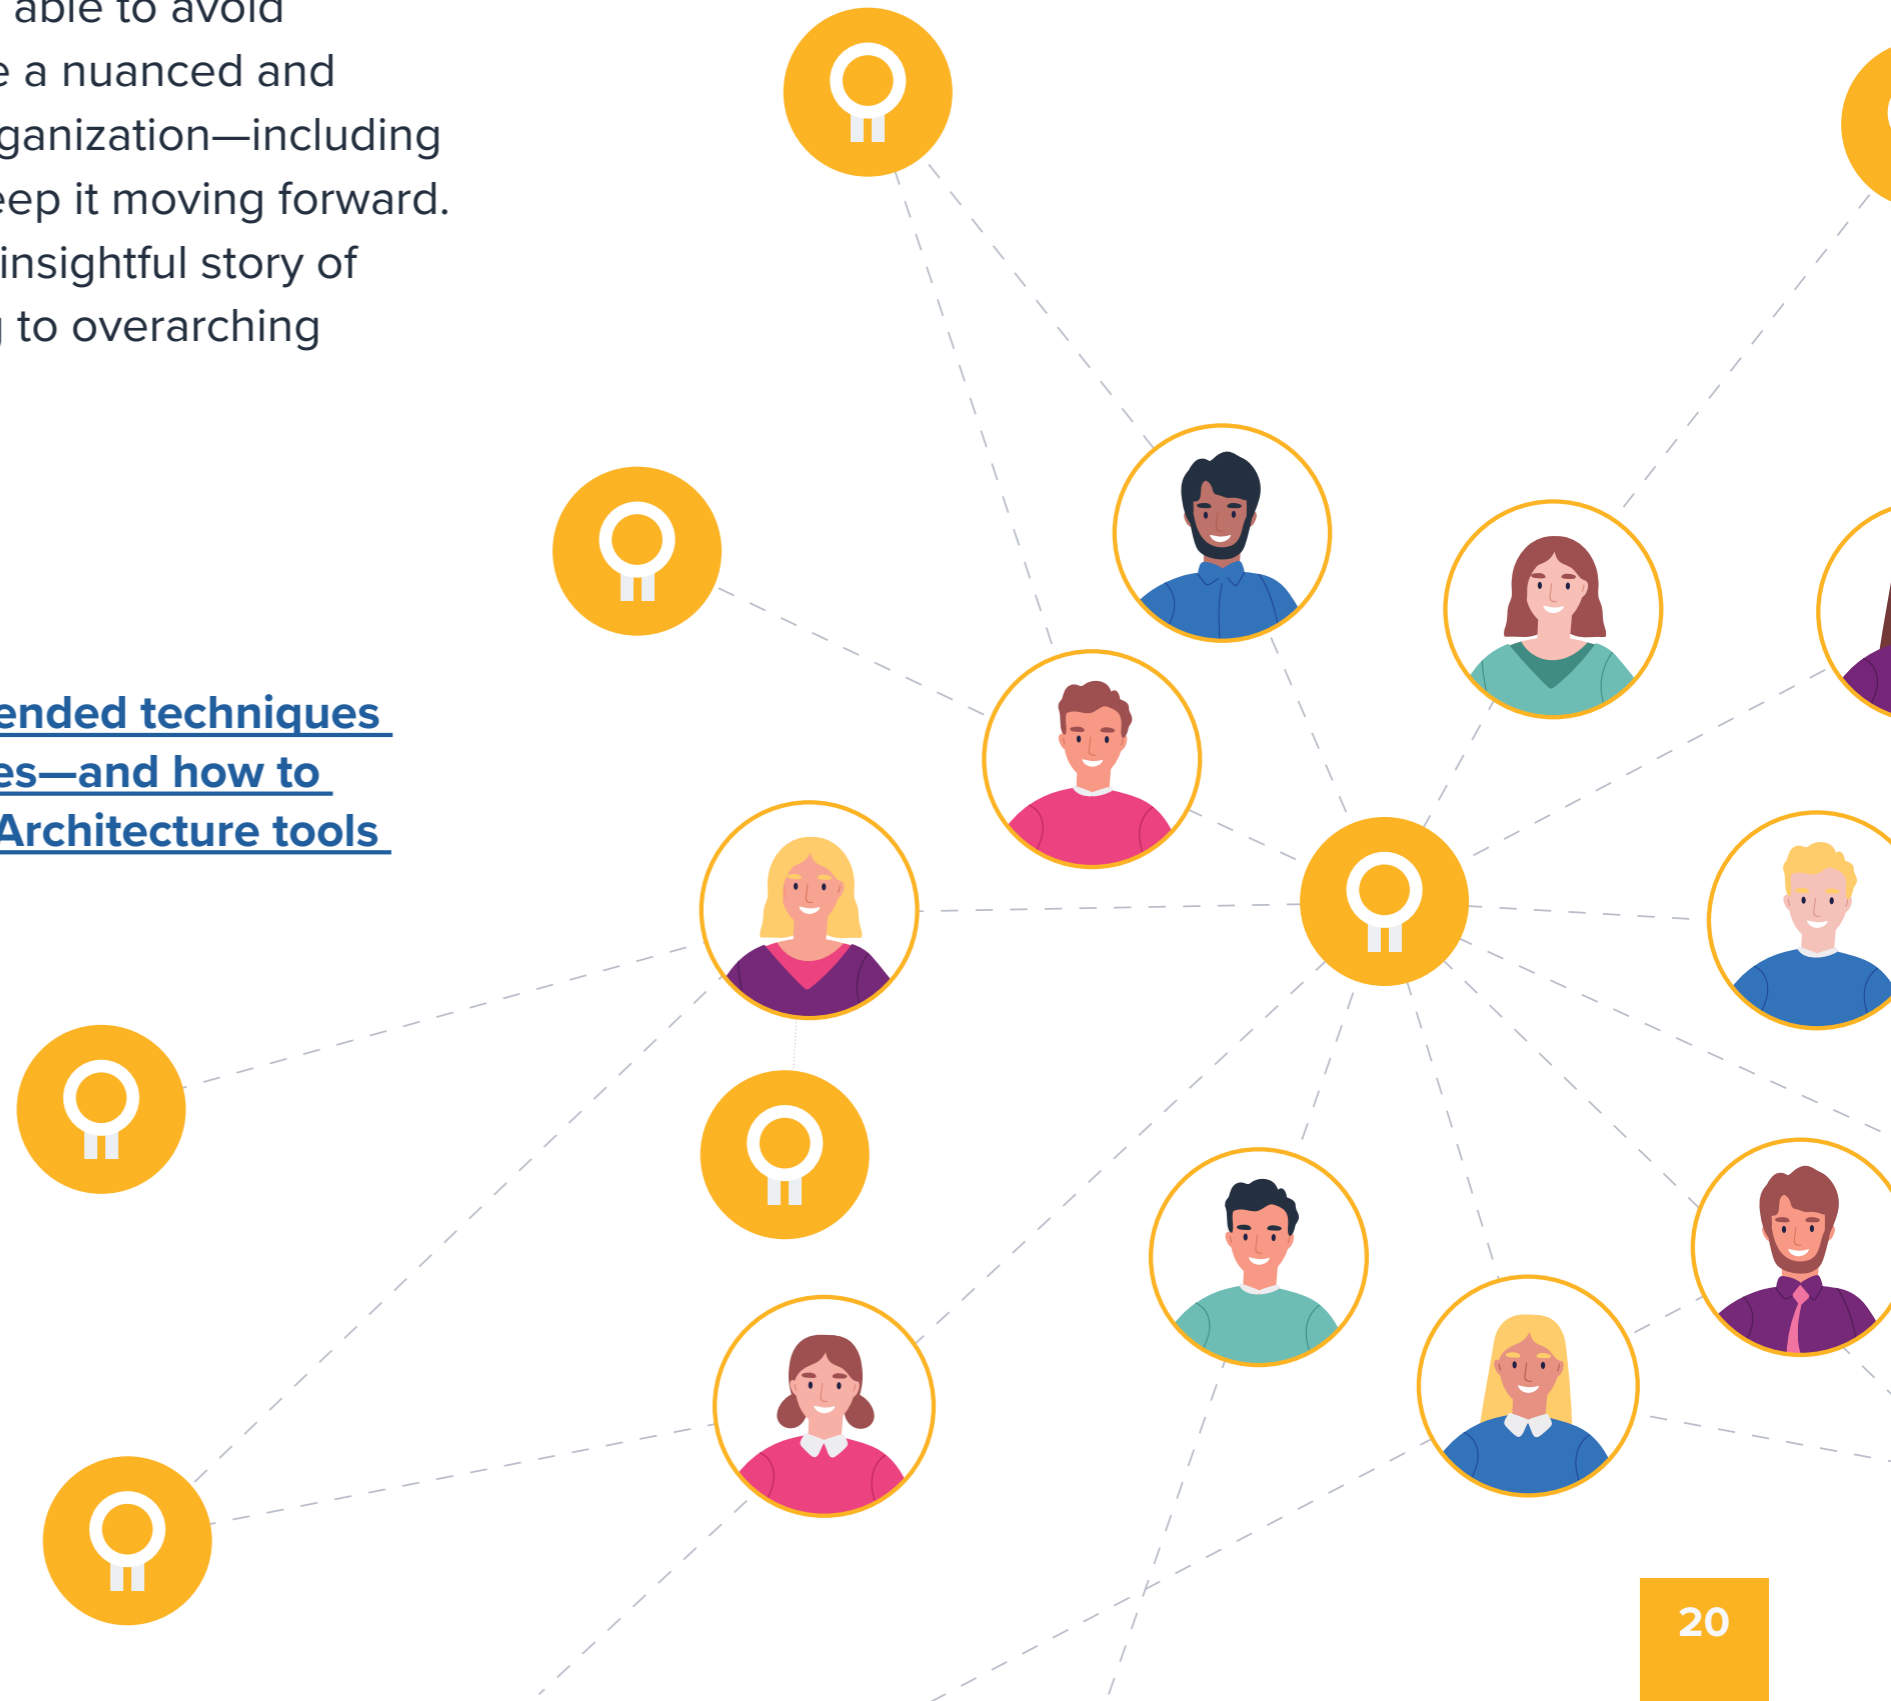 able to avoid
a nuanced and
ganization—including
eep it moving forward.
insightful story of
to overarching
ended techniques
es—and how to
Architecture tools
20